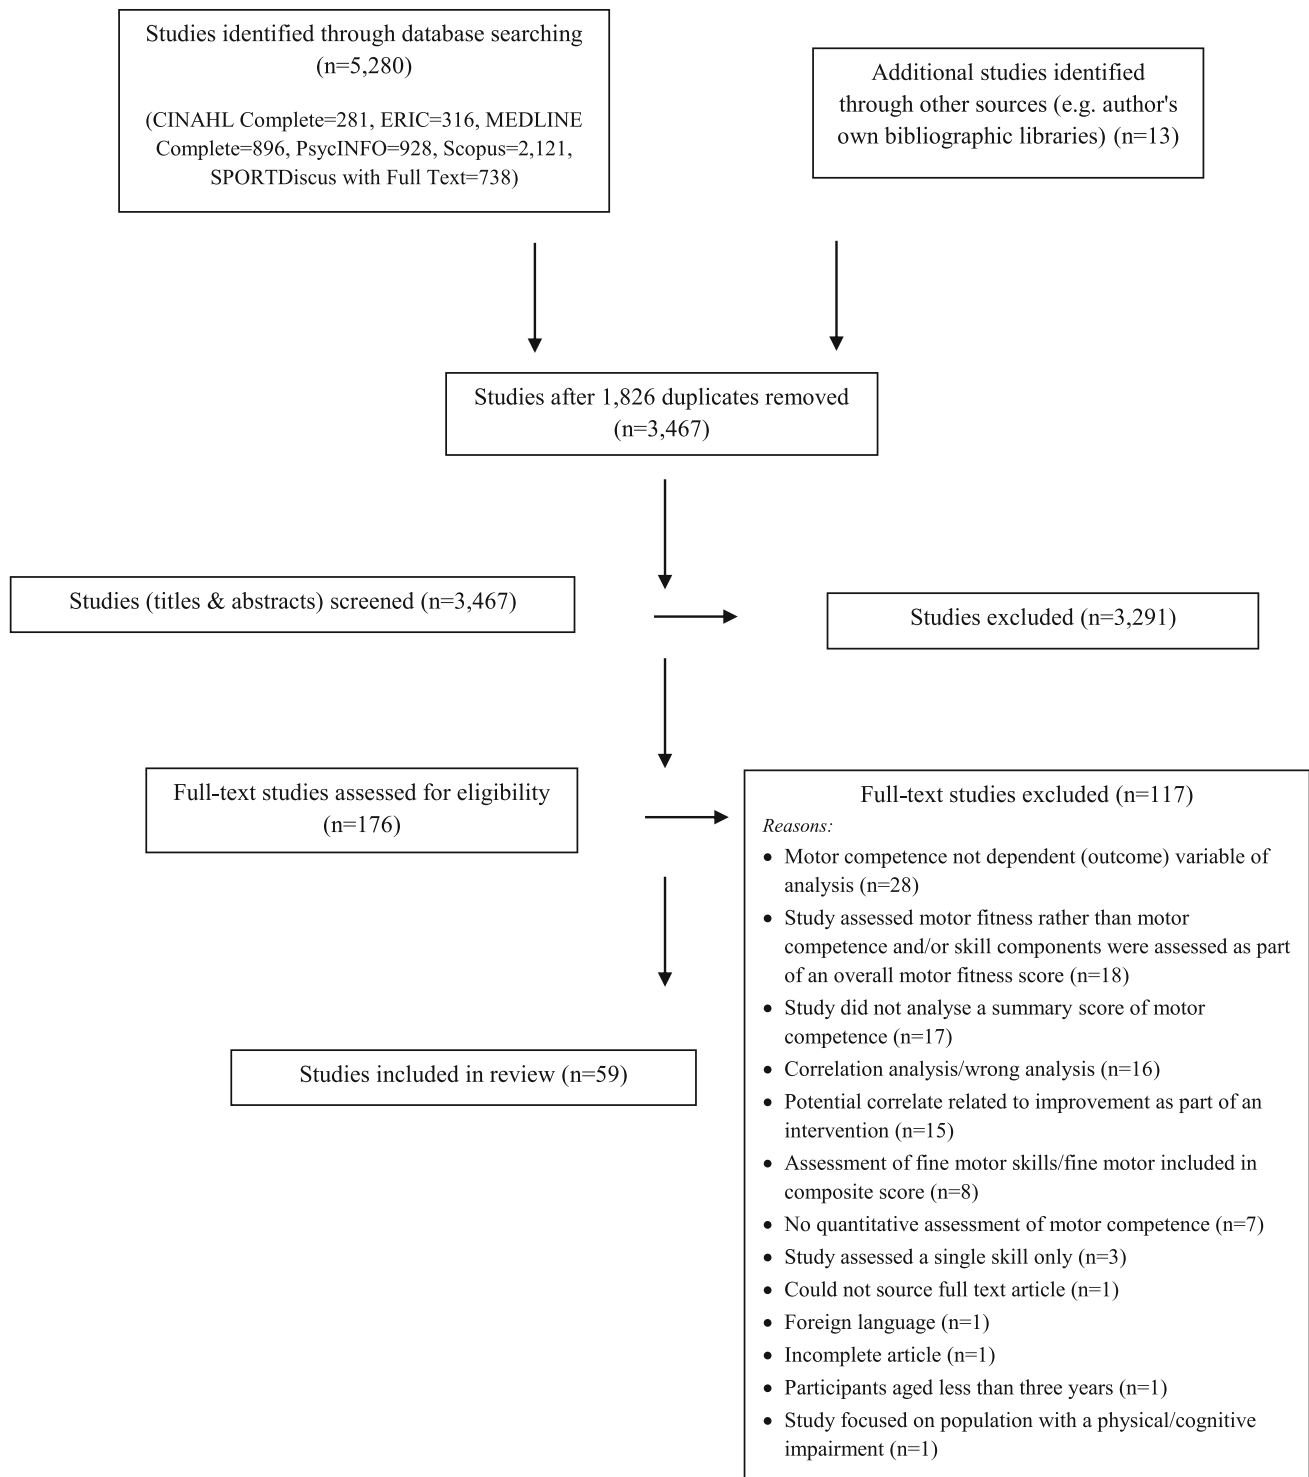 Studies identified through database searching
(n=5,280)
(CINAHL Complete=281, ERIC=316, MEDLINE
Complete=896, PsycINFO=928, Scopus=2,121,
SPORTDiscus with Full Text=738)
Additional studies identified
through other sources (e.g. author's
own bibliographic libraries) (n=13)
Studies after 1,826 duplicates removed
(n=3,467)
Studies (titles & abstracts) screened (n=3,467)
Studies excluded (n=3,291)
Full-text studies assessed for eligibility
(n=176)
Full-text studies excluded (n=117)
Reasons:
• Motor competence not dependent (outcome) variable of
analysis (n=28)
• Study assessed motor fitness rather than motor
competence and/or skill components were assessed as part
of an overall motor fitness score (n=18)
• Study did not analyse a summary score of motor
competence (n=17)
• Correlation analysis/wrong analysis (n=16)
• Potential correlate related to improvement as part of an
intervention (n=15)
• Assessment of fine motor skills/fine motor included in
composite score (n=8)
• No quantitative assessment of motor competence (n=7)
• Study assessed a single skill only (n=3)
• Could not source full text article (n=1)
• Foreign language (n=1)
• Incomplete article (n=1)
• Participants aged less than three years (n=1)
• Study focused on population with a physical/cognitive
impairment (n=1)
Studies included in review (n=59)